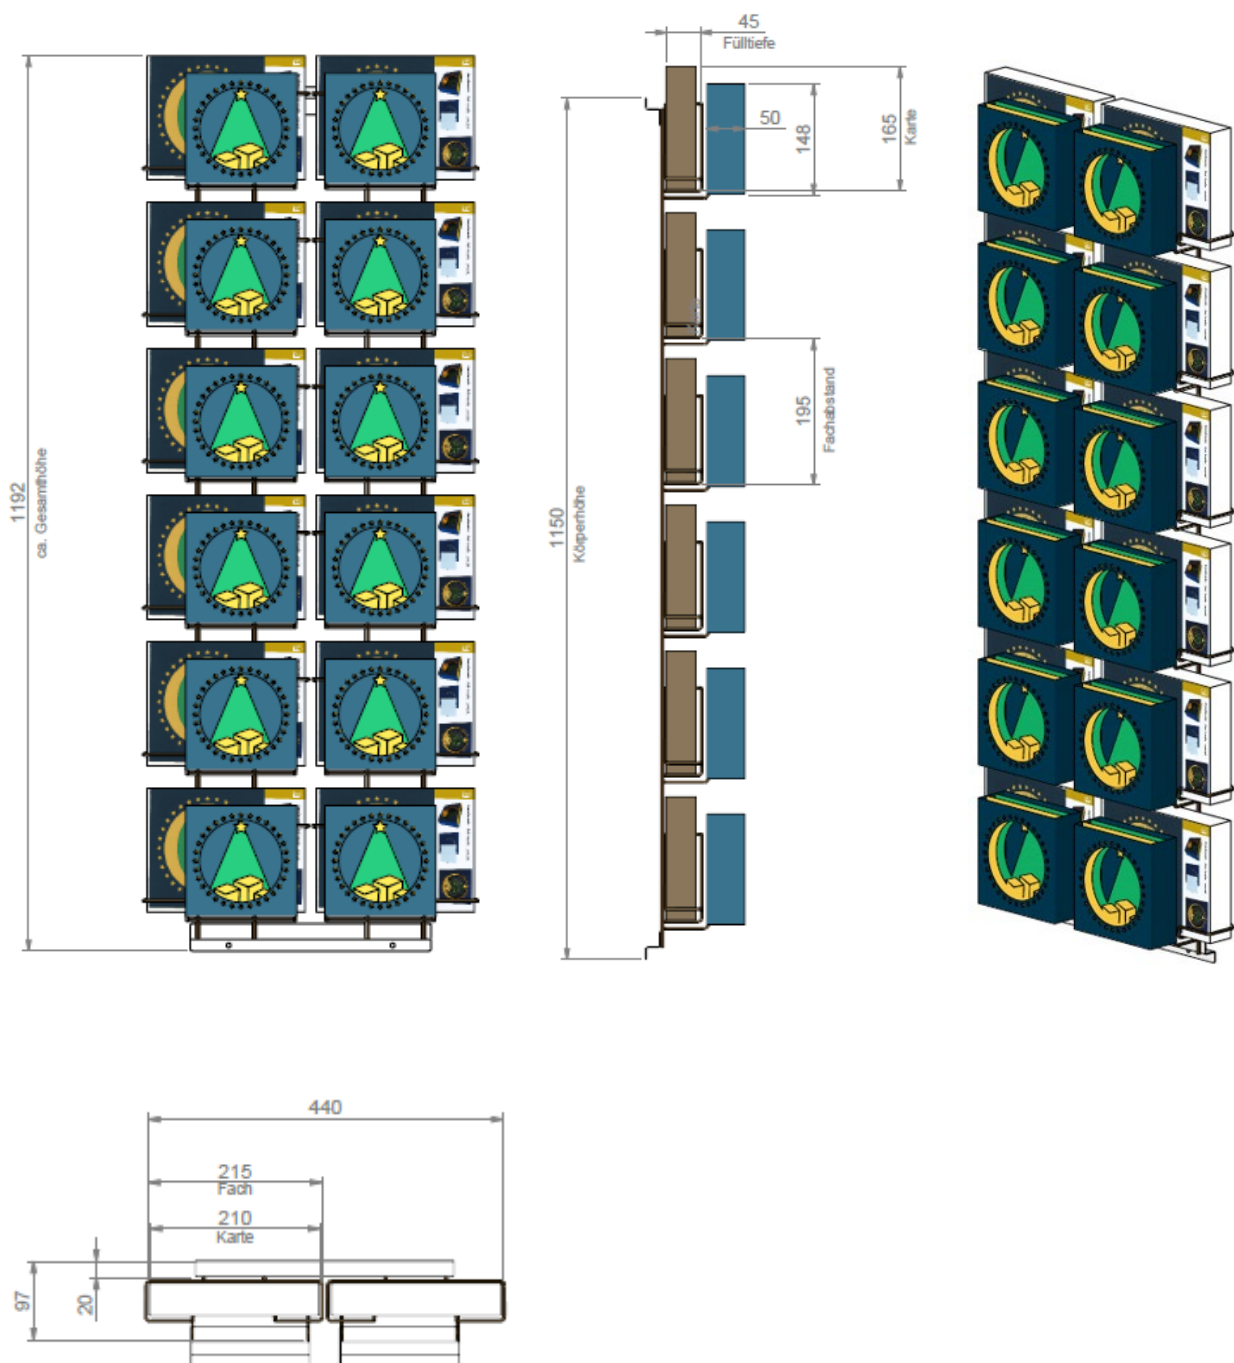 45
Fülltiefe
1192
ca. Gesamthöhe
1150
Körperhöhe
50
148
165
Karte
195
Fachabstand
440
215
Fach
210
Karte
97
20